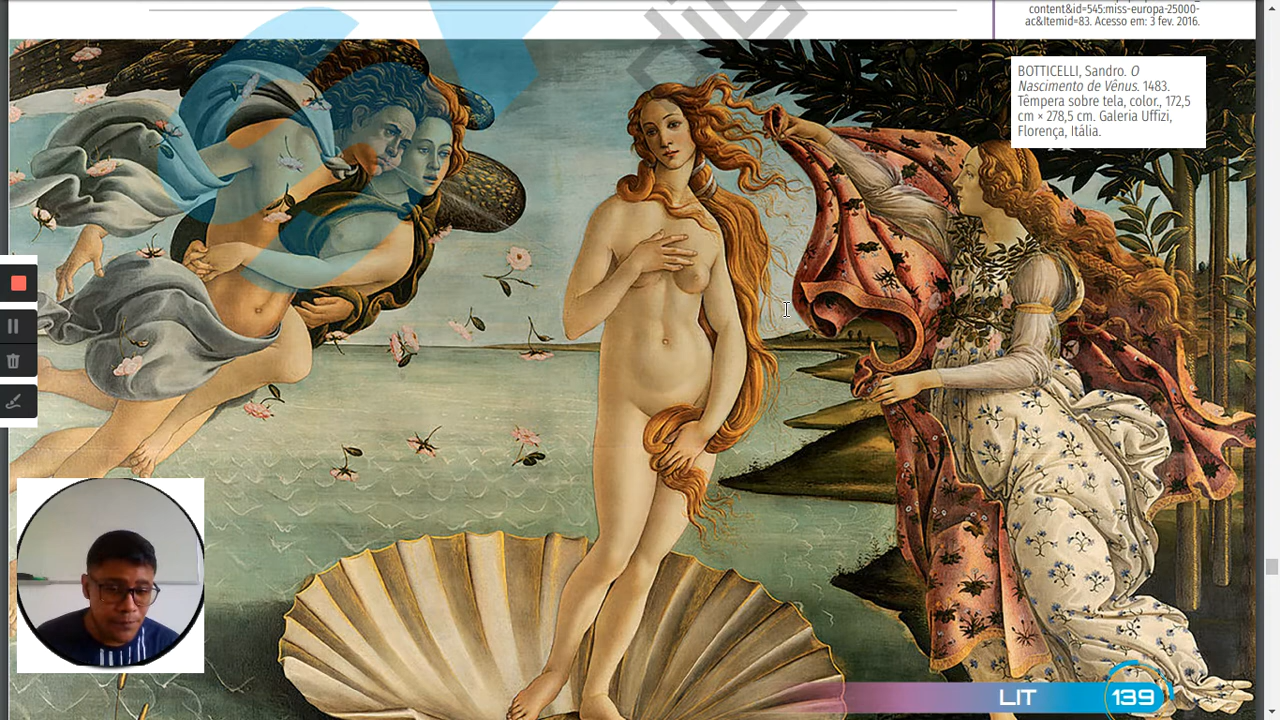 content&id=545:miss-europa-25000-
ac&Itemid=83. Acesso em: 3 fev. 2016.
BOTTICELLI, Sandro. O
Nascimento de Vênus. 1483.
Têmpera sobre tela, color., 172,5
cm × 278,5 cm. Galeria Uffizi,
Florença, Itália.
LIT 139